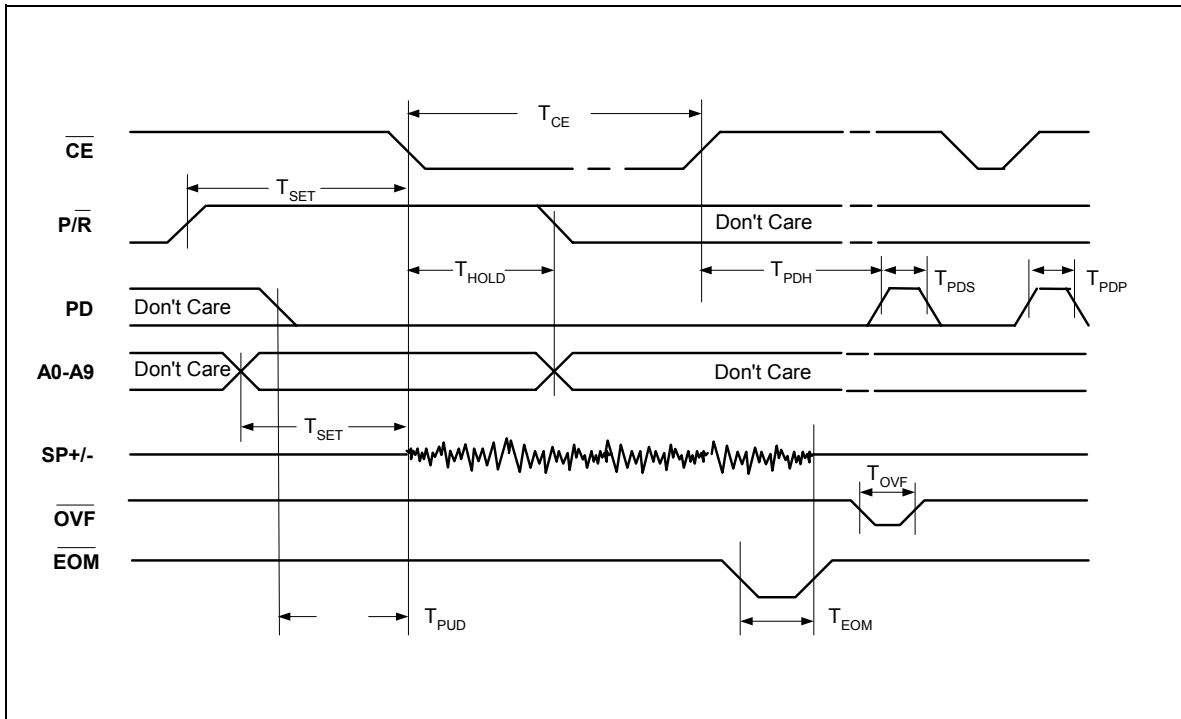 T_CE
CE
T_SET
P/R
Don't Care
T_HOLD
T_PDH
T_PDS
T_PDP
PD
Don't Care
A0-A9
Don't Care
Don't Care
T_SET
SP+/-
T_OVF
OVF
EOM
T_PUD
T_EOM